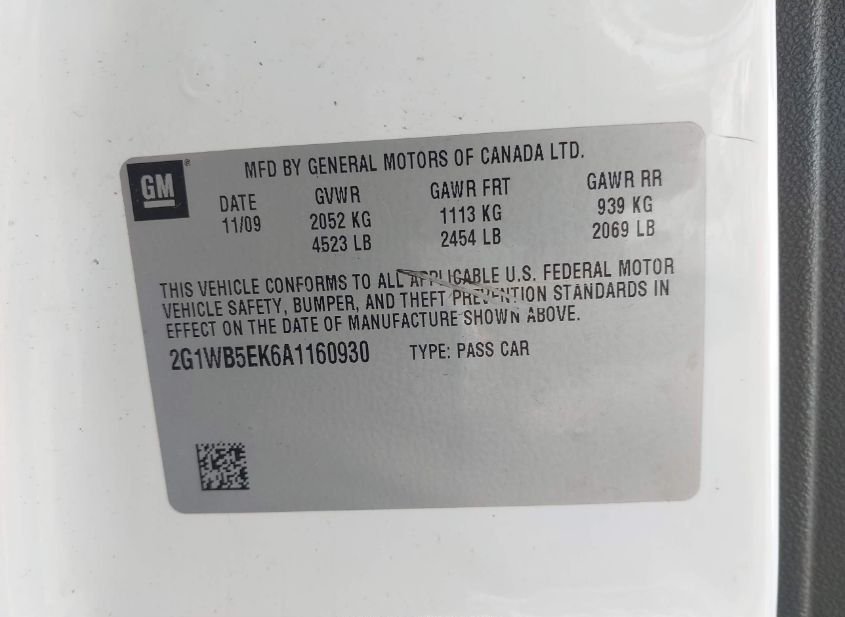 GM®
MFD BY GENERAL MOTORS OF CANADA LTD.
DATE GVWR GAWR FRT GAWR RR
11/09 2052 KG 1113 KG 939 KG
4523 LB 2454 LB 2069 LB
THIS VEHICLE CONFORMS TO ALL APPLICABLE U.S. FEDERAL MOTOR
VEHICLE SAFETY, BUMPER, AND THEFT PREVENTION STANDARDS IN
EFFECT ON THE DATE OF MANUFACTURE SHOWN ABOVE.
2G1WB5EK6A1160930 TYPE: PASS CAR